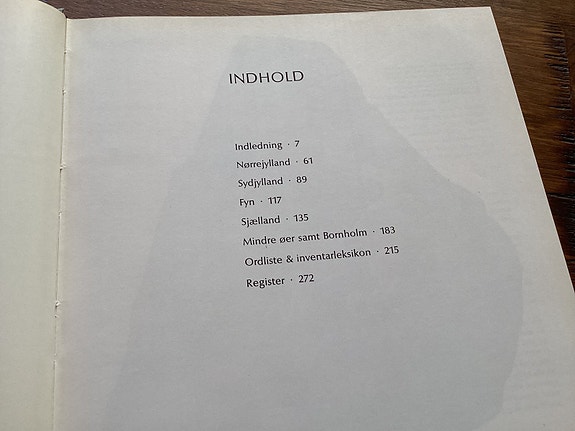 INDHOLD
Indledning · 7
Nørrejylland · 61
Sydjylland · 89
Fyn · 117
Sjælland · 135
Mindre øer samt Bornholm · 183
Ordliste & inventarleksikon · 215
Register · 272